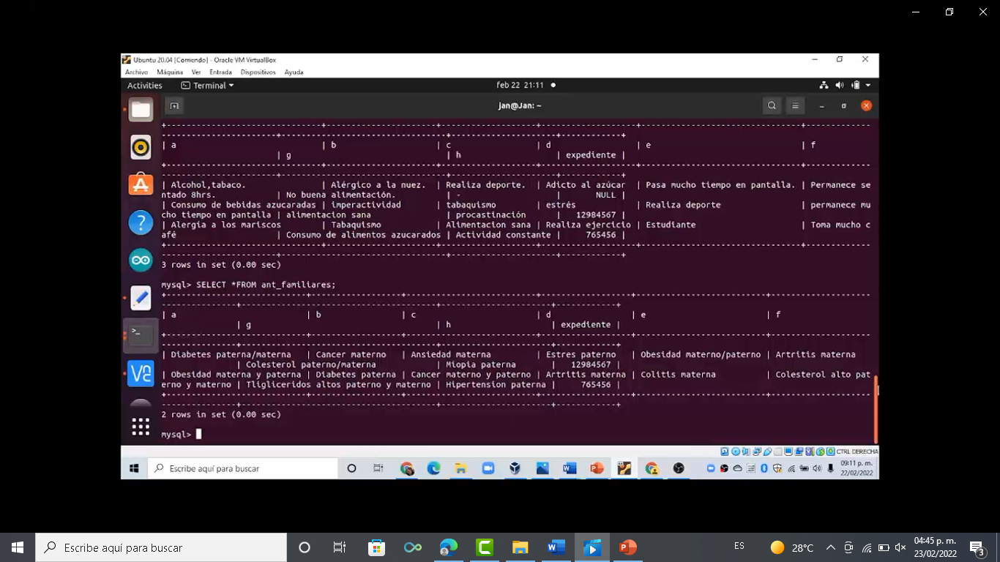 Ubuntu 20.04 [Corriendo] - Oracle VM VirtualBox
Archivo Máquina Ver Entrada Dispositivos Ayuda
Activities Terminal feb 22 21:11
jan@Jan: ~
+----------------------------+----------------------+------------------+-------------------+-------------------------------+-------------
-----------------------+------------------------------+---------------------+------------+
| a | b | c | d | e | f
| g | h | expediente |
| Alcohol,tabaco. | Alérgico a la nuez. | Realiza deporte. | Adicto al azúcar | Pasa mucho tiempo en pantalla. | Permanece se
ntado 8hrs. | No buena alimentación. | - | NULL |
| Consumo de bebidas azucaradas | imperactividad | tabaquismo | estrés | Realiza deporte | permanece mu
cho tiempo en pantalla | alimentacion sana | procastinación | 12984567 |
| Alergia a los mariscos | Tabaquismo | Alimentacion sana | Realiza ejercicio | Estudiante | Toma mucho c
afé | Consumo de alimentos azucarados | Actividad constante | 765456 |
3 rows in set (0.00 sec)
mysql> SELECT *FROM ant_familiares;
| a | b | c | d | e | f
| g | h | expediente |
| Diabetes paterna/materna | Cancer materno | Ansiedad materna | Estres paterno | Obesidad materno/paterno | Artritis materna
| Colesterol paterno/materna | Miopia paterna | 12984567 |
| Obesidad materna y paterna | Diabetes paterna | Cancer materno y paterno | Artritis materna | Colitis materna | Colesterol alto pat
erno y materno | Tligliceridos altos paterno y materno | Hipertension paterna | 765456 |
2 rows in set (0.00 sec)
mysql>
CTRL DERECHA
Escribe aquí para buscar
09:11 p. m.
22/02/2022
Escribe aquí para buscar
ES 28°C 04:45 p. m.
23/02/2022
3